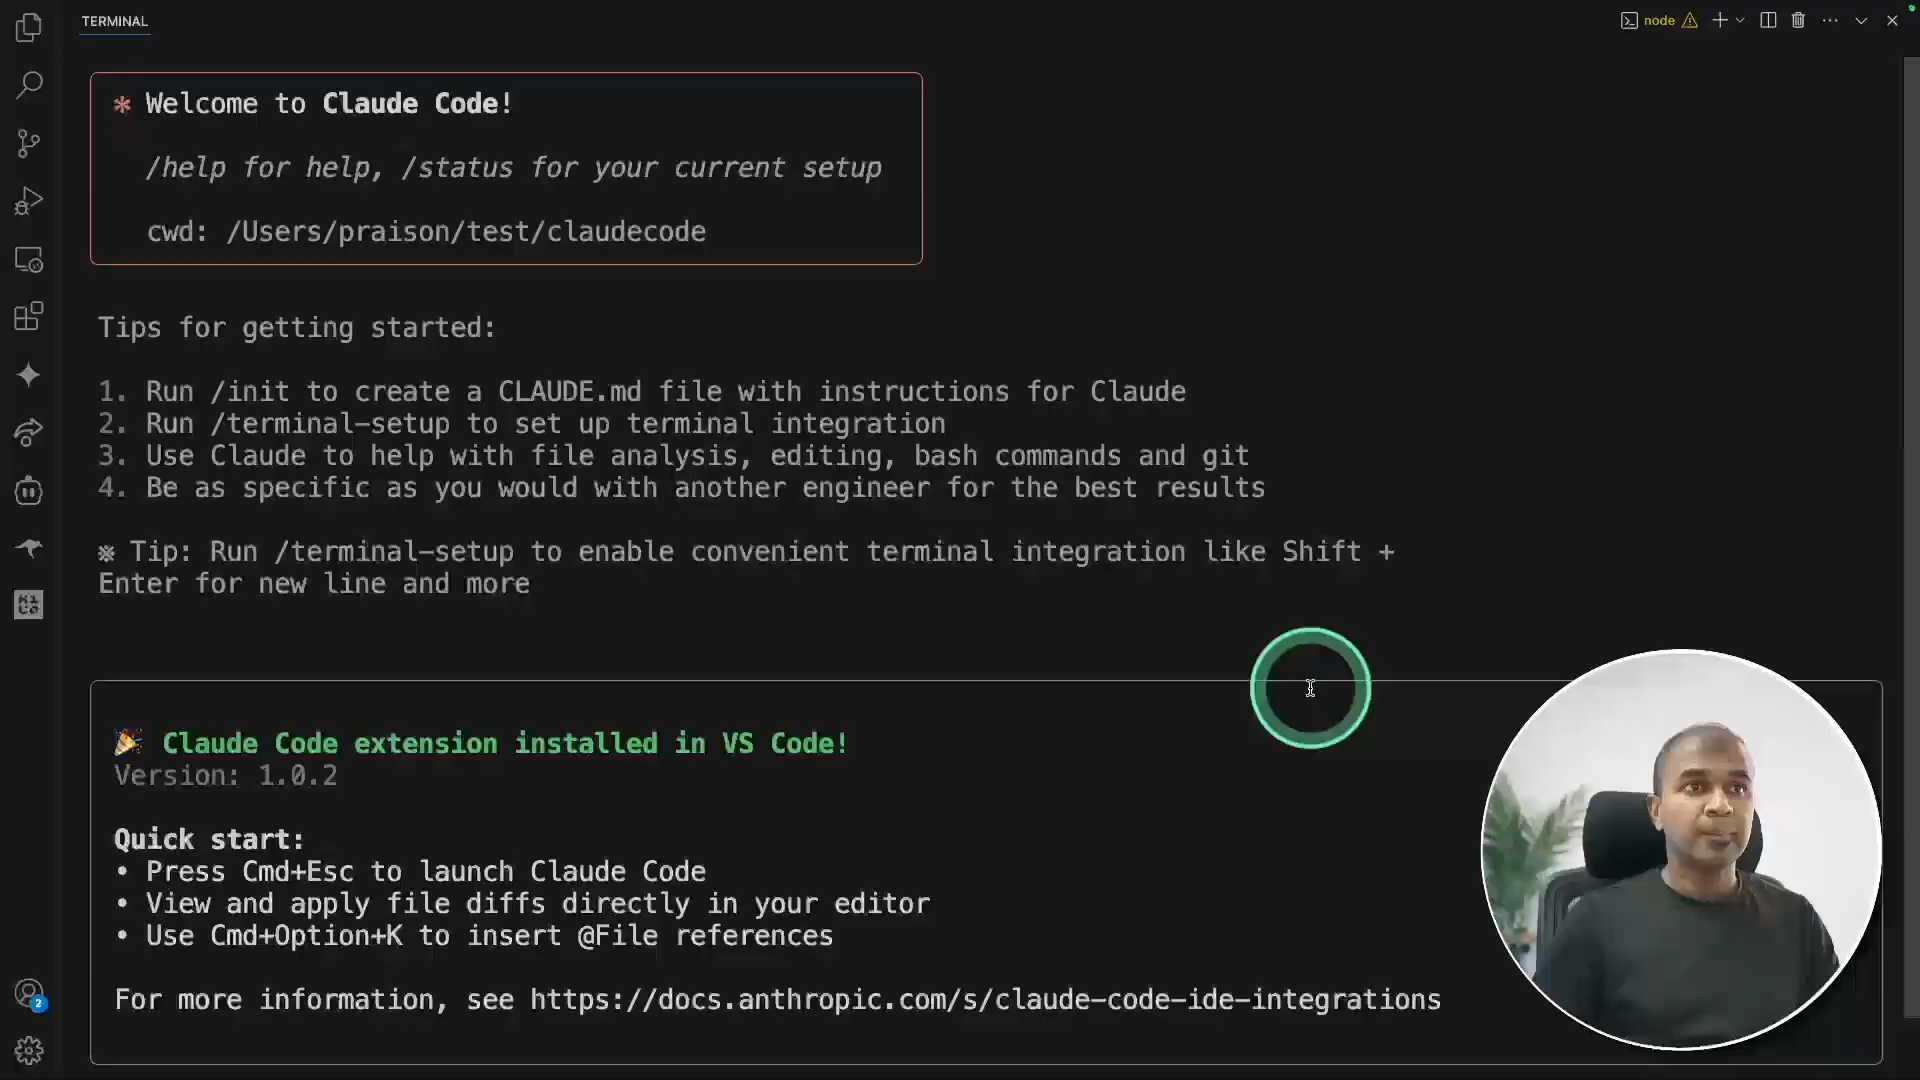 TERMINAL
node
* Welcome to Claude Code!
/help for help, /status for your current setup
cwd: /Users/praison/test/claudecode
Tips for getting started:
1. Run /init to create a CLAUDE.md file with instructions for Claude
2. Run /terminal-setup to set up terminal integration
3. Use Claude to help with file analysis, editing, bash commands and git
4. Be as specific as you would with another engineer for the best results
※ Tip: Run /terminal-setup to enable convenient terminal integration like Shift +
Enter for new line and more
🎉 Claude Code extension installed in VS Code!
Version: 1.0.2
Quick start:
• Press Cmd+Esc to launch Claude Code
• View and apply file diffs directly in your editor
• Use Cmd+Option+K to insert @File references
For more information, see https://docs.anthropic.com/s/claude-code-ide-integrations
2